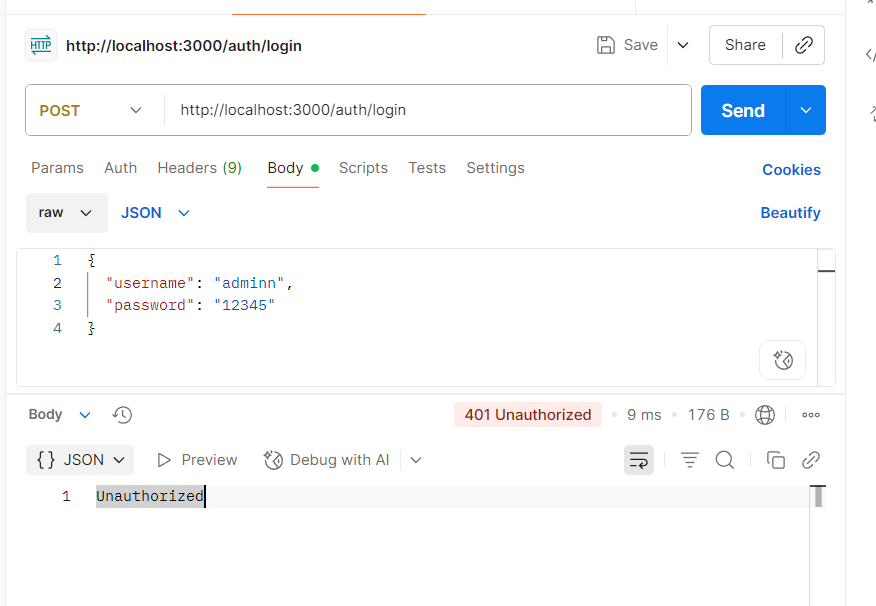 HTTP http://localhost:3000/auth/login Save Share
POST http://localhost:3000/auth/login Send
Params Auth Headers (9) Body Scripts Tests Settings Cookies
raw JSON Beautify
1 {
2 "username": "adminn",
3 "password": "12345"
4 }
Body 401 Unauthorized • 9 ms • 176 B •
{} JSON Preview Debug with AI
1 Unauthorized